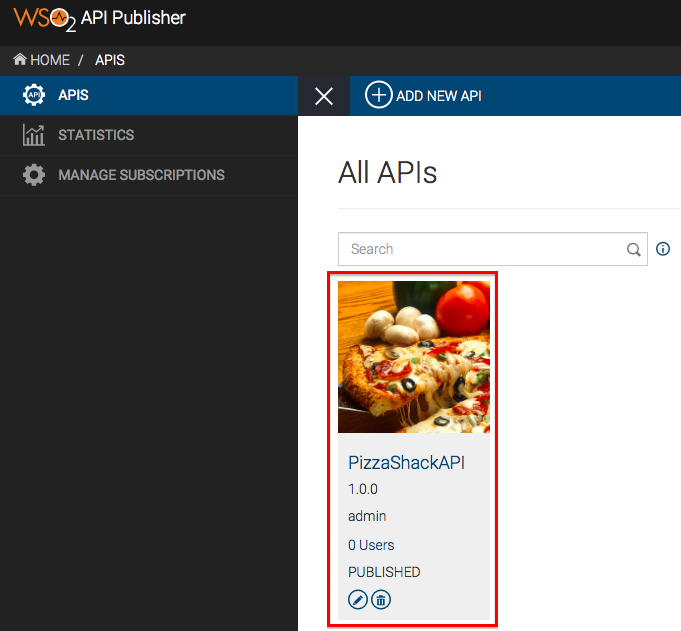 WSO2 API Publisher
HOME / APIS
API APIS
ADD NEW API
STATISTICS
MANAGE SUBSCRIPTIONS
All APIs
Search
PizzaShackAPI
1.0.0
admin
0 Users
PUBLISHED